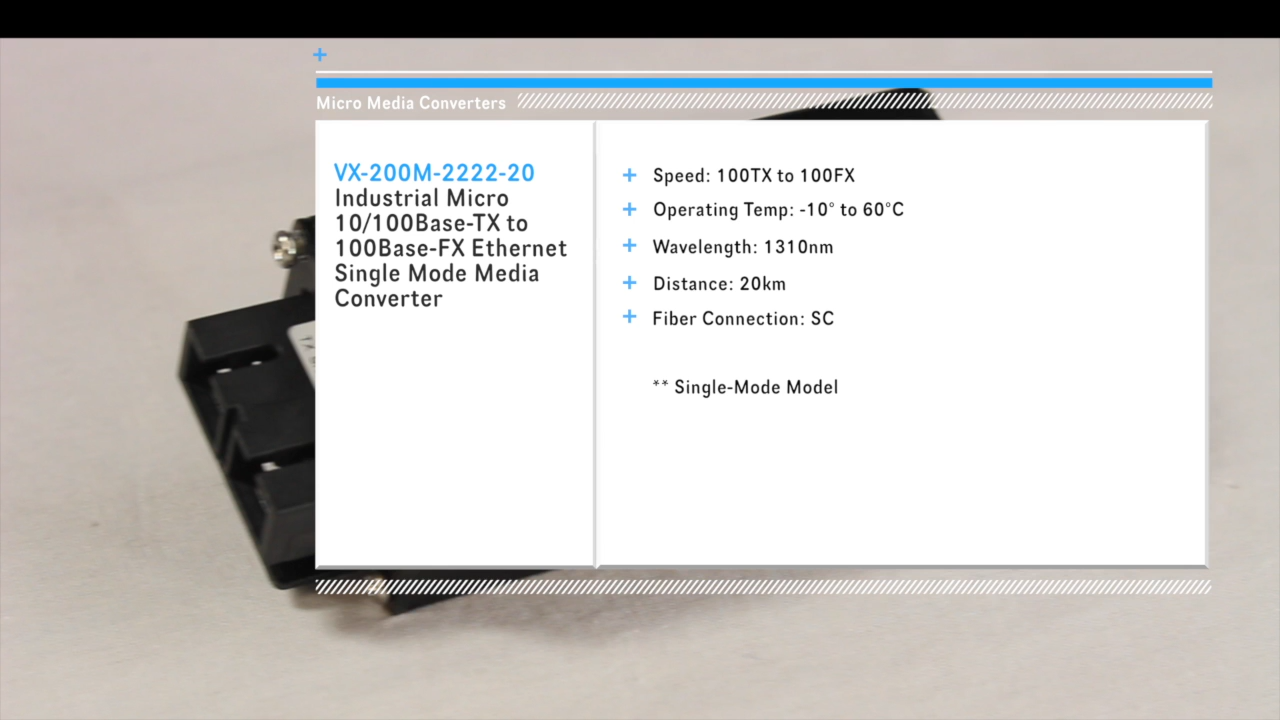 Micro Media Converters
VX-200M-2222-20
Industrial Micro
10/100Base-TX to
100Base-FX Ethernet
Single Mode Media
Converter
Speed: 100TX to 100FX
Operating Temp: -10° to 60°C
Wavelength: 1310nm
Distance: 20km
Fiber Connection: SC
** Single-Mode Model